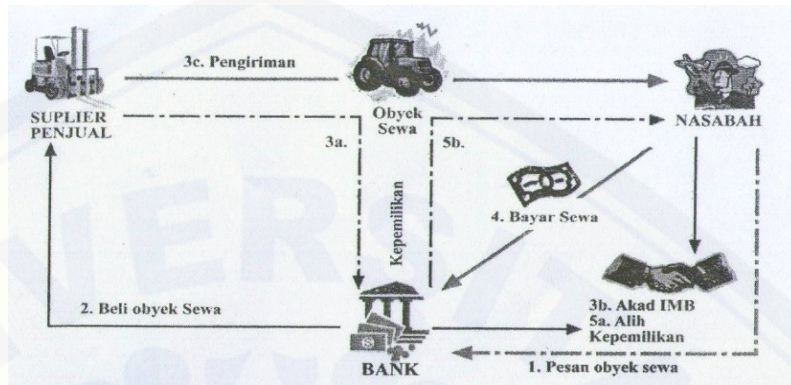 3c. Pengiriman
SUPLIER
PENJUAL
Obyek
Sewa
NASABAH
3a.
5b.
Kepemilikan
4. Bayar Sewa
2. Beli obyek Sewa
3b. Akad IMB
5a. Alih
Kepemilikan
BANK
1. Pesan obyek sewa